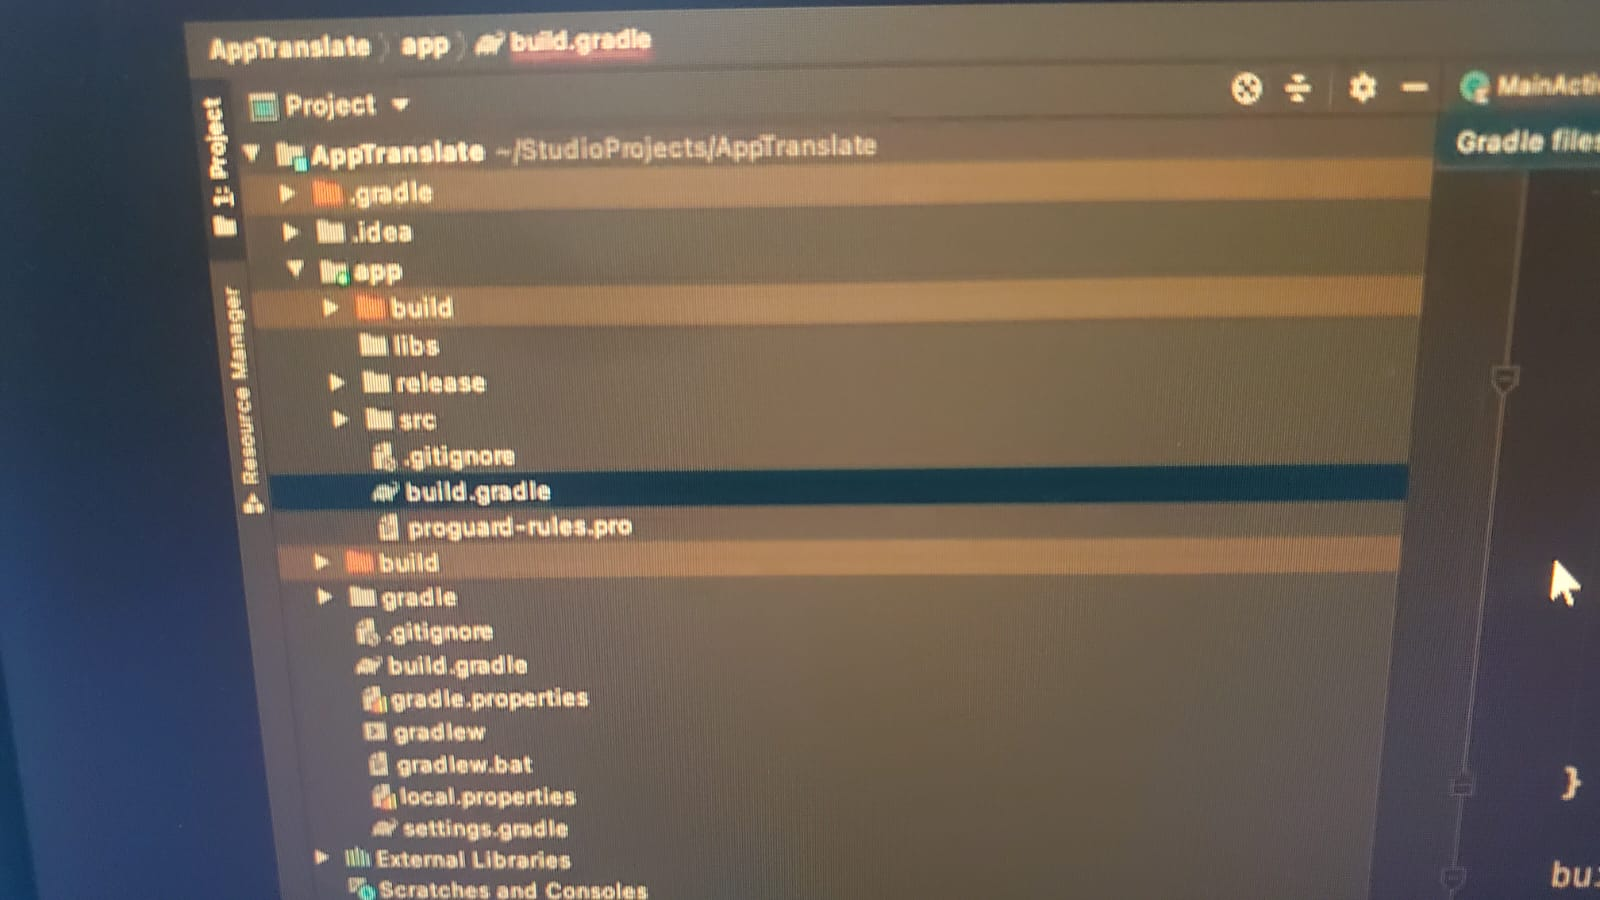 AppTranslate app build.gradle
Project
MainActi
1: Project
AppTranslate ~/StudioProjects/AppTranslate
Gradle files
.gradle
.idea
app
build
libs
release
src
Resource Manager
.gitignore
build.gradle
proguard-rules.pro
build
gradle
.gitignore
build.gradle
gradle.properties
gradlew
gradlew.bat
local.properties
}
settings.gradle
External Libraries
bu
Scratches and Consoles